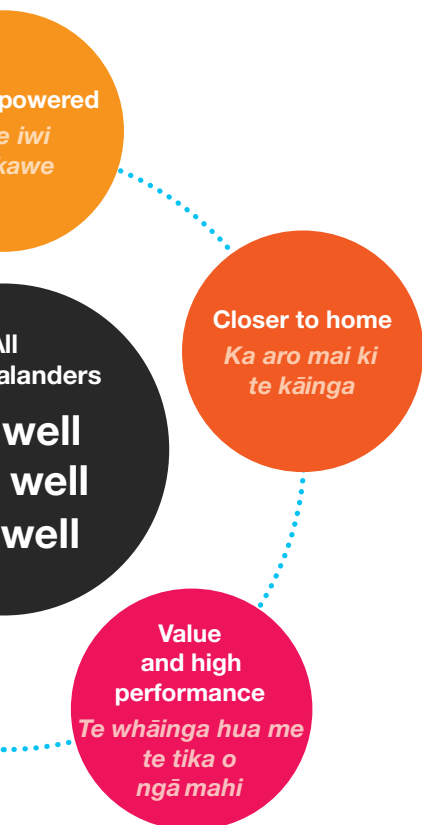 powered
e iwi
kawe
Closer to home
Ka aro mai ki
te kāinga
All
alanders
well
well
well
Value
and high
performance
Te whāinga hua me
te tika o
ngā mahi